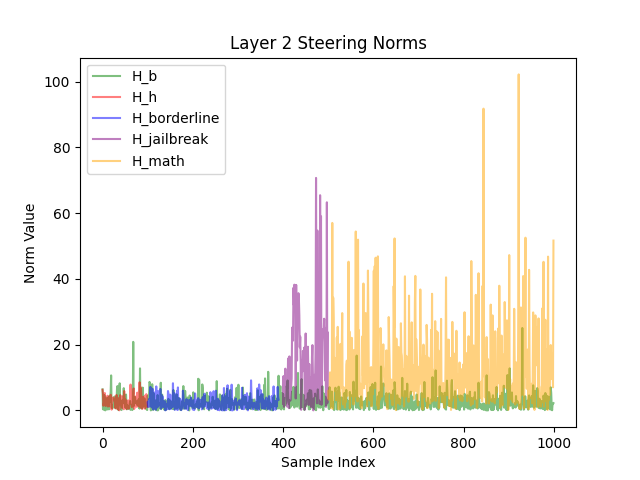 Layer 2 Steering Norms
H_b
H_h
H_borderline
H_jailbreak
H_math
Norm Value
100
80
60
40
20
0
0 200 400 600 800 1000
Sample Index